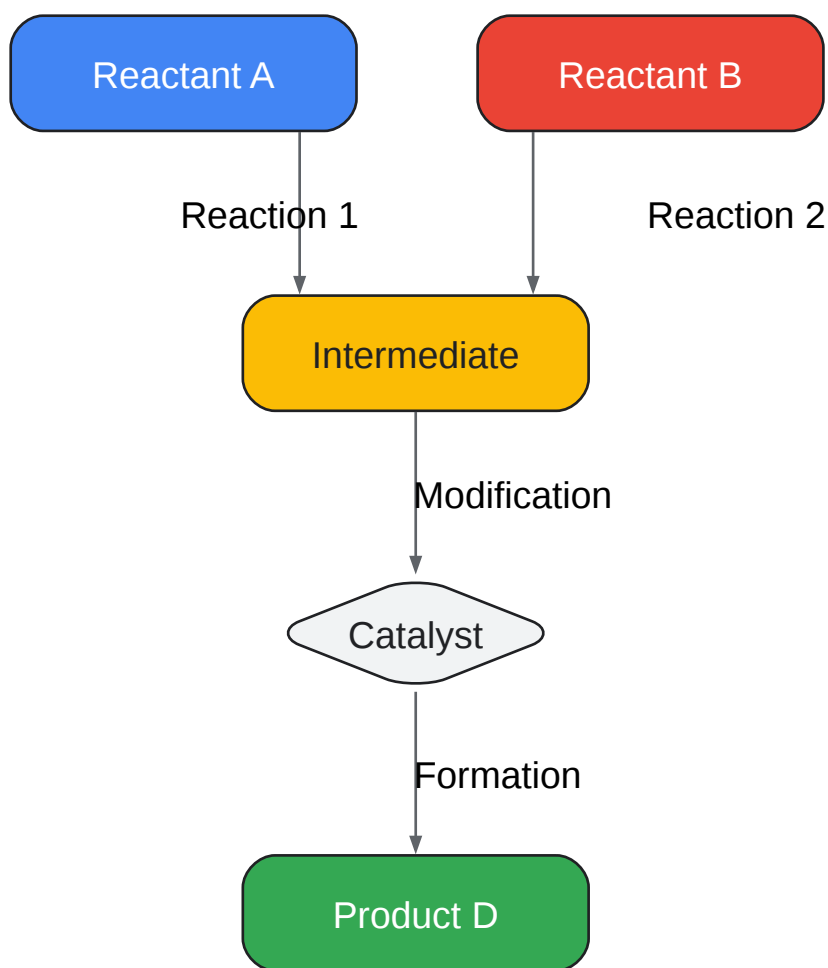 Reactant A
Reactant B
Reaction 1
Reaction 2
Intermediate
Modification
Catalyst
Formation
Product D